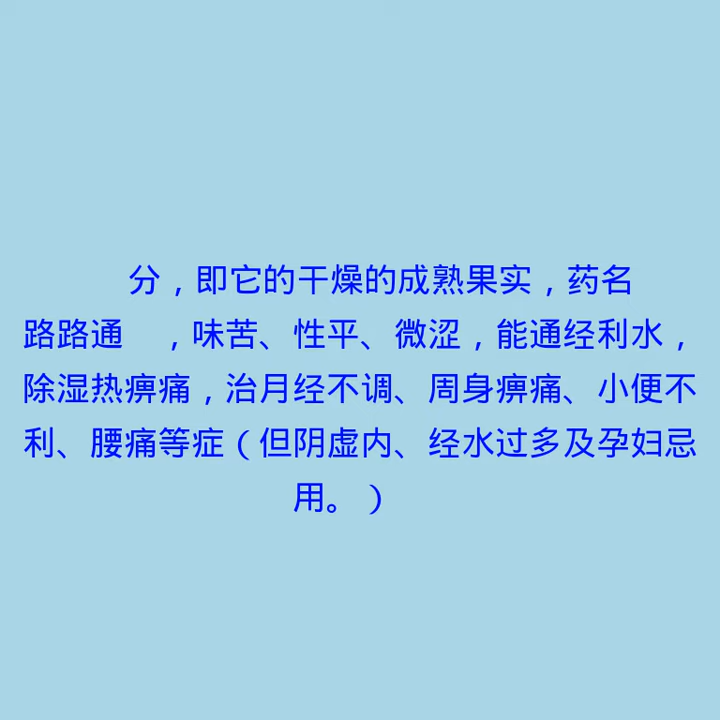 分，即它的干燥的成熟果实，药名
路路通　，味苦、性平、微涩，能通经利水，
除湿热痹痛，治月经不调、周身痹痛、小便不
利、腰痛等症（但阴虚内、经水过多及孕妇忌
用。）